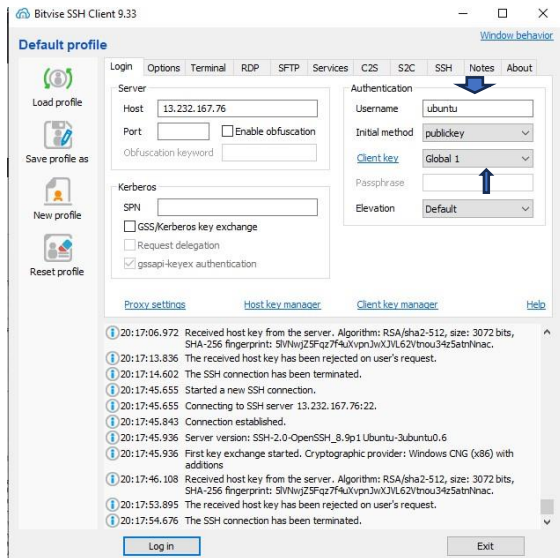 Bitvise SSH Client 9.33
Default profile
Window behavior
Load profile
Save profile as
New profile
Reset profile
Login Options Terminal RDP SFTP Services C2S S2C SSH Notes About
Server
Host 13.232.167.76
Port Enable obfuscation
Obfuscation keyword
Kerberos
SPN
GSS/Kerberos key exchange
Request delegation
gssapi-keyex authentication
Authentication
Username ubuntu
Initial method publickey
Client key Global 1
Passphrase
Elevation Default
Proxy settings Host key manager Client key manager Help
20:17:06.972 Received host key from the server. Algorithm: RSA/sha2-512, size: 3072 bits,
SHA-256 fingerprint: 5lVNwjZ5Fqz7f4uXvpnJwXJVL62Vtnou34z5atnNnac.
20:17:13.836 The received host key has been rejected on user's request.
20:17:14.602 The SSH connection has been terminated.
20:17:45.655 Started a new SSH connection.
20:17:45.655 Connecting to SSH server 13.232.167.76:22.
20:17:45.843 Connection established.
20:17:45.936 Server version: SSH-2.0-OpenSSH_8.9p1 Ubuntu-3ubuntu0.6
20:17:45.936 First key exchange started. Cryptographic provider: Windows CNG (x86) with
additions
20:17:46.108 Received host key from the server. Algorithm: RSA/sha2-512, size: 3072 bits,
SHA-256 fingerprint: 5lVNwjZ5Fqz7f4uXvpnJwXJVL62Vtnou34z5atnNnac.
20:17:53.895 The received host key has been rejected on user's request.
20:17:54.676 The SSH connection has been terminated.
Log in Exit